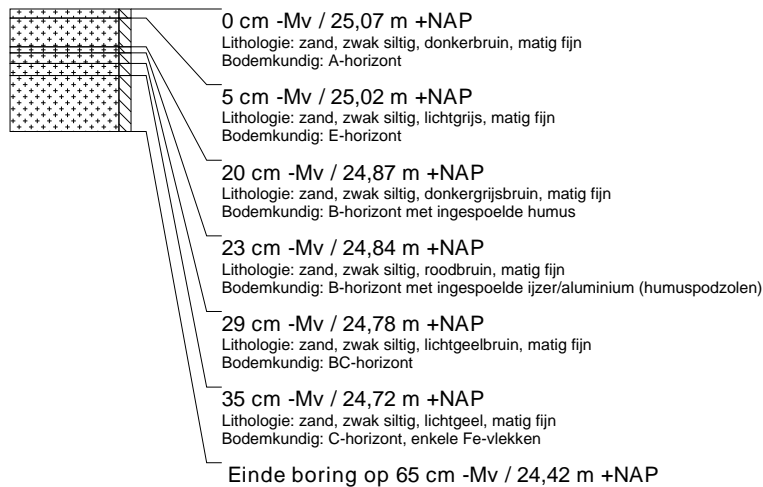 0 cm -Mv / 25,07 m +NAP
Lithologie: zand, zwak siltig, donkerbruin, matig fijn
Bodemkundig: A-horizont
5 cm -Mv / 25,02 m +NAP
Lithologie: zand, zwak siltig, lichtgrijs, matig fijn
Bodemkundig: E-horizont
20 cm -Mv / 24,87 m +NAP
Lithologie: zand, zwak siltig, donkergrijsbruin, matig fijn
Bodemkundig: B-horizont met ingespoelde humus
23 cm -Mv / 24,84 m +NAP
Lithologie: zand, zwak siltig, roodbruin, matig fijn
Bodemkundig: B-horizont met ingespoelde ijzer/aluminium (humuspodzolen)
29 cm -Mv / 24,78 m +NAP
Lithologie: zand, zwak siltig, lichtgeelbruin, matig fijn
Bodemkundig: BC-horizont
35 cm -Mv / 24,72 m +NAP
Lithologie: zand, zwak siltig, lichtgeel, matig fijn
Bodemkundig: C-horizont, enkele Fe-vlekken
Einde boring op 65 cm -Mv / 24,42 m +NAP